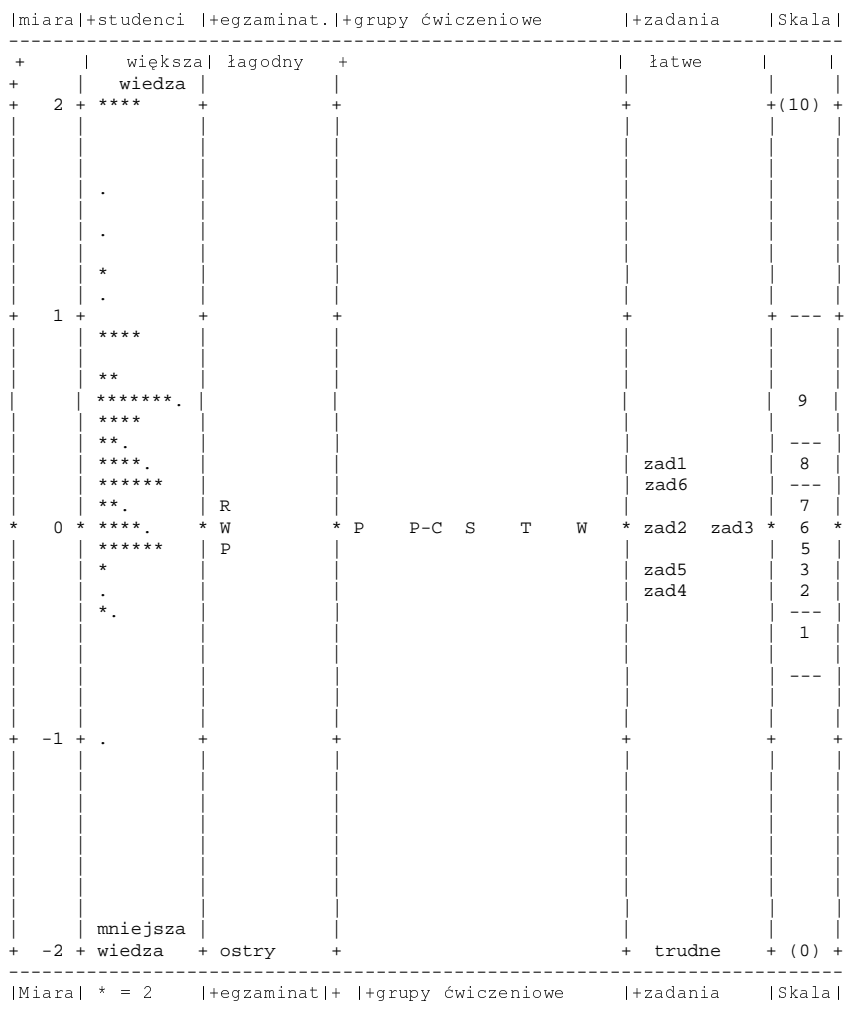 |miara|+studenci |+egzaminat.|+grupy ćwiczeniowe |+zadania |Skala|
--------------------------------------------------------------------------------
+ | większa| łagodny + | łatwe | |
+ | wiedza | | | | |
+ 2 + **** + + + +(10) +
| | | | | | |
| | | | | | |
| | | | | | |
| | . | | | | |
| | | | | | |
| | . | | | | |
| | | | | | |
| | * | | | | |
| | . | | | | |
+ 1 + + + + + --- +
| | **** | | | | |
| | | | | | |
| | ** | | | | |
| | *******. | | | | 9 |
| | **** | | | | |
| | **. | | | | --- |
| | ****. | | | zad1 | 8 |
| | ****** | | | zad6 | --- |
| | **. | R | | | 7 |
* 0 * ****. * W * P P-C S T W * zad2 zad3 * 6 *
| | ****** | P | | | 5 |
| | * | | | zad5 | 3 |
| | . | | | zad4 | 2 |
| | *. | | | | --- |
| | | | | | 1 |
| | | | | | |
| | | | | | --- |
| | | | | | |
| | | | | | |
+ -1 + . + + + + +
| | | | | | |
| | | | | | |
| | | | | | |
| | | | | | |
| | | | | | |
| | | | | | |
| | | | | | |
| | | | | | |
| | mniejsza | | | | |
+ -2 + wiedza + ostry + + trudne + (0) +
--------------------------------------------------------------------------------
|Miara| * = 2 |+egzaminat|+ |+grupy ćwiczeniowe |+zadania |Skala|